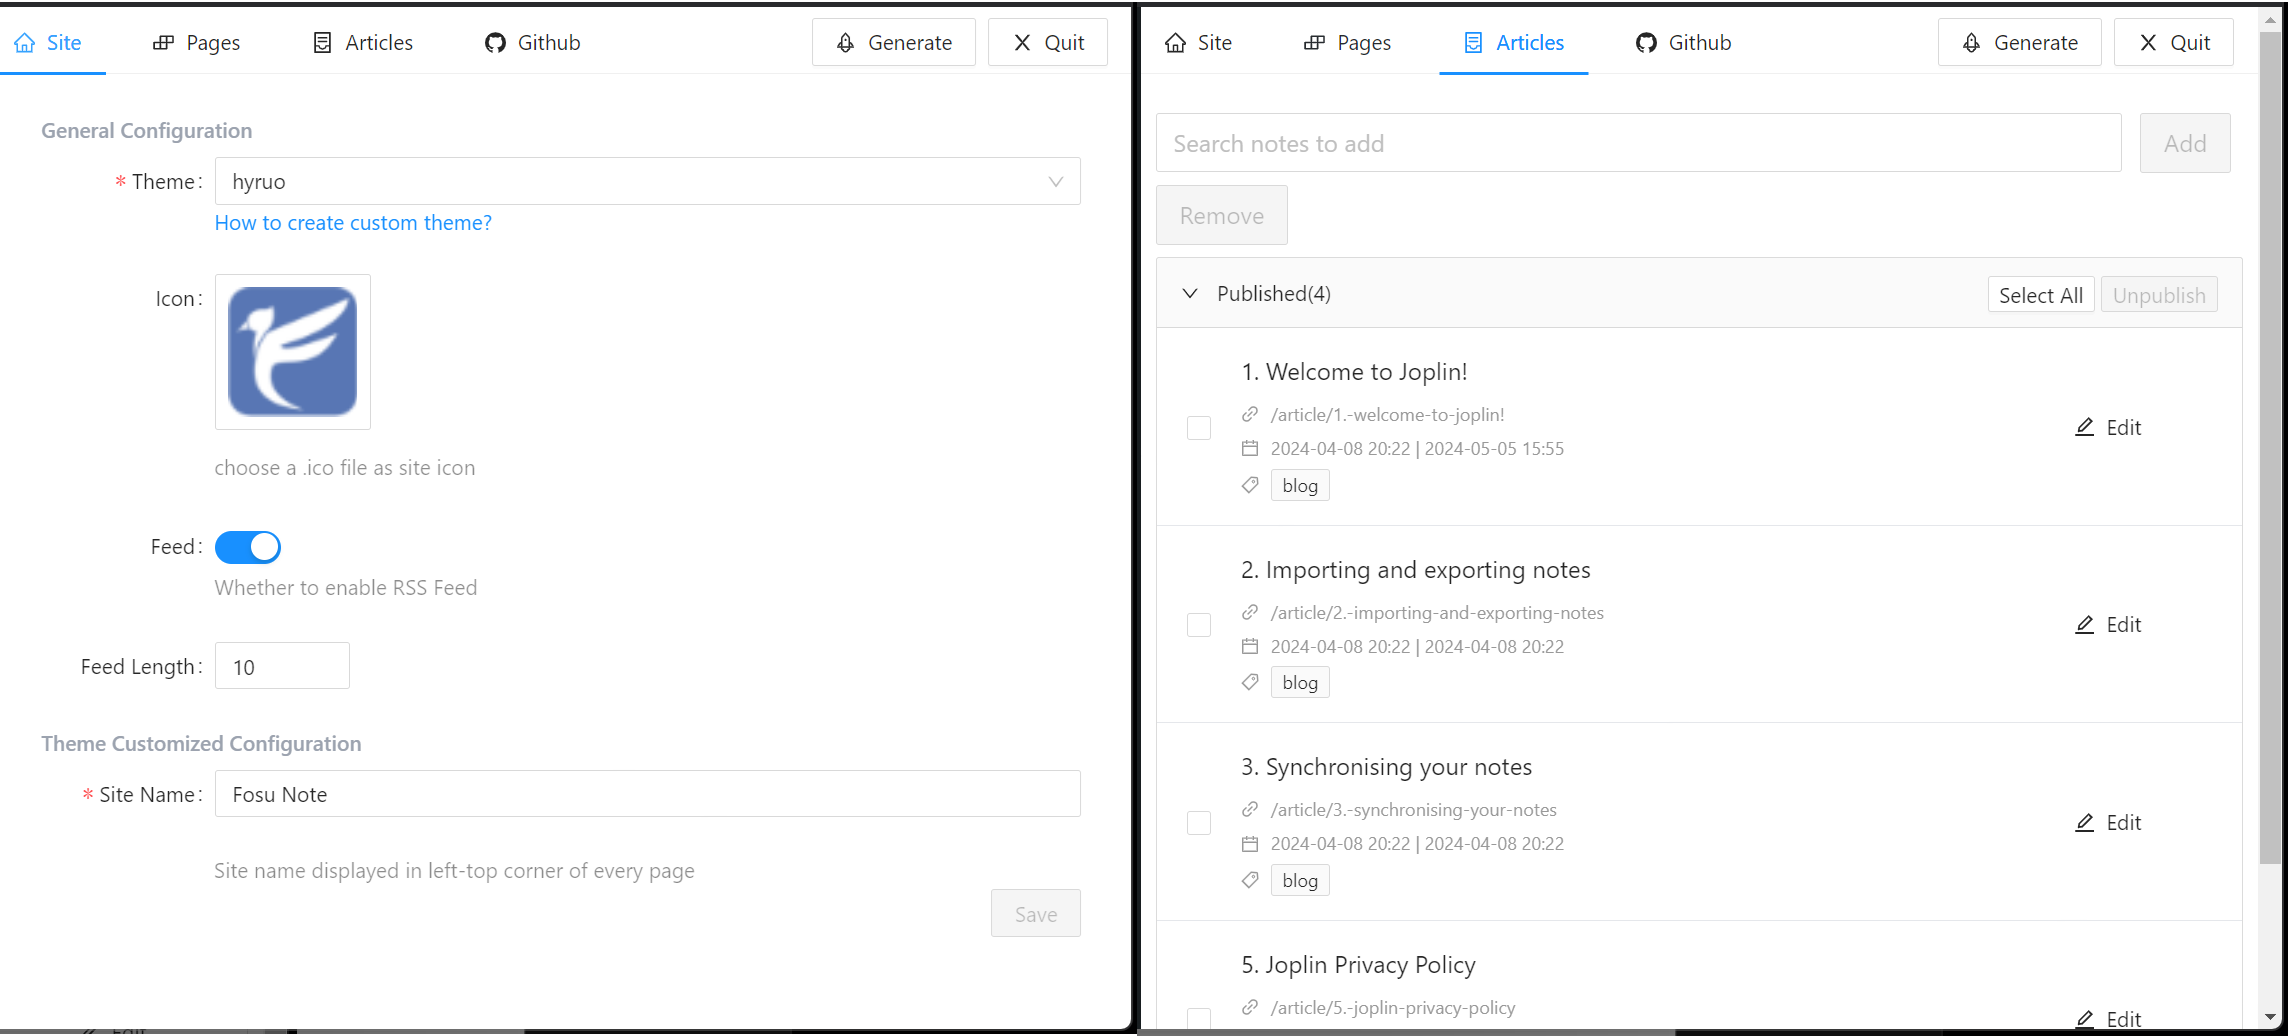 Site Pages Articles Github Generate Quit
General Configuration
* Theme: hyruo
How to create custom theme?
Icon:
choose a .ico file as site icon
Feed:
Whether to enable RSS Feed
Feed Length: 10
Theme Customized Configuration
* Site Name: Fosu Note
Site name displayed in left-top corner of every page
Save
Site Pages Articles Github Generate Quit
Search notes to add Add
Remove
Published(4) Select All Unpublish
1. Welcome to Joplin!
/article/1.-welcome-to-joplin!
Edit
2024-04-08 20:22 | 2024-05-05 15:55
blog
2. Importing and exporting notes
/article/2.-importing-and-exporting-notes
Edit
2024-04-08 20:22 | 2024-04-08 20:22
blog
3. Synchronising your notes
/article/3.-synchronising-your-notes
Edit
2024-04-08 20:22 | 2024-04-08 20:22
blog
5. Joplin Privacy Policy
/article/5.-joplin-privacy-policy
Edit